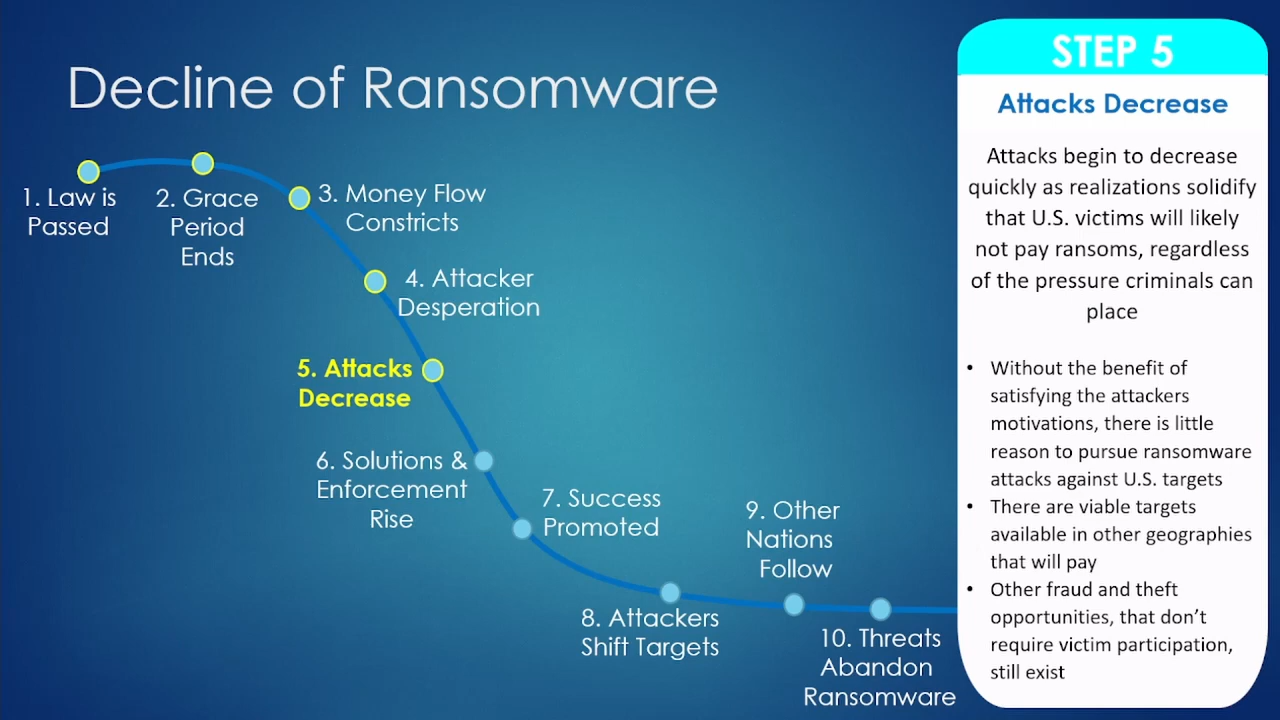 Decline of Ransomware
1. Law is
Passed
2. Grace
Period
Ends
3. Money Flow
Constricts
4. Attacker
Desperation
5. Attacks
Decrease
6. Solutions &
Enforcement
Rise
7. Success
Promoted
8. Attackers
Shift Targets
9. Other
Nations
Follow
10. Threats
Abandon
Ransomware
STEP 5
Attacks Decrease
Attacks begin to decrease
quickly as realizations solidify
that U.S. victims will likely
not pay ransoms, regardless
of the pressure criminals can
place
• Without the benefit of
satisfying the attackers
motivations, there is little
reason to pursue ransomware
attacks against U.S. targets
• There are viable targets
available in other geographies
that will pay
• Other fraud and theft
opportunities, that don’t
require victim participation,
still exist